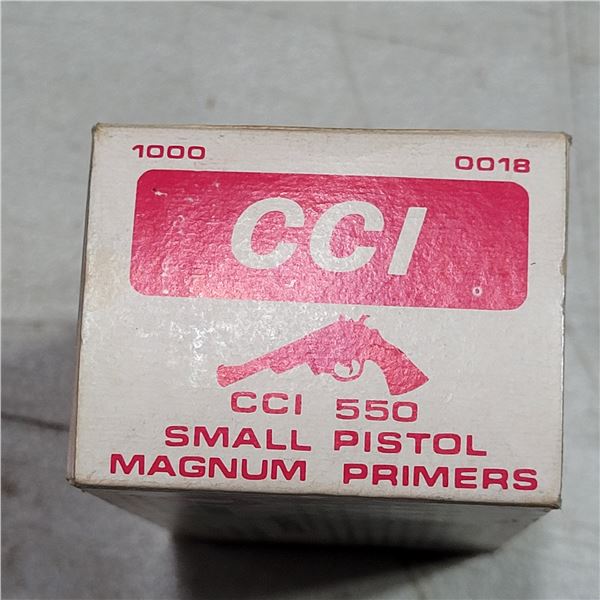 1000 0018
CCI
CCI 550
SMALL PISTOL
MAGNUM PRIMERS